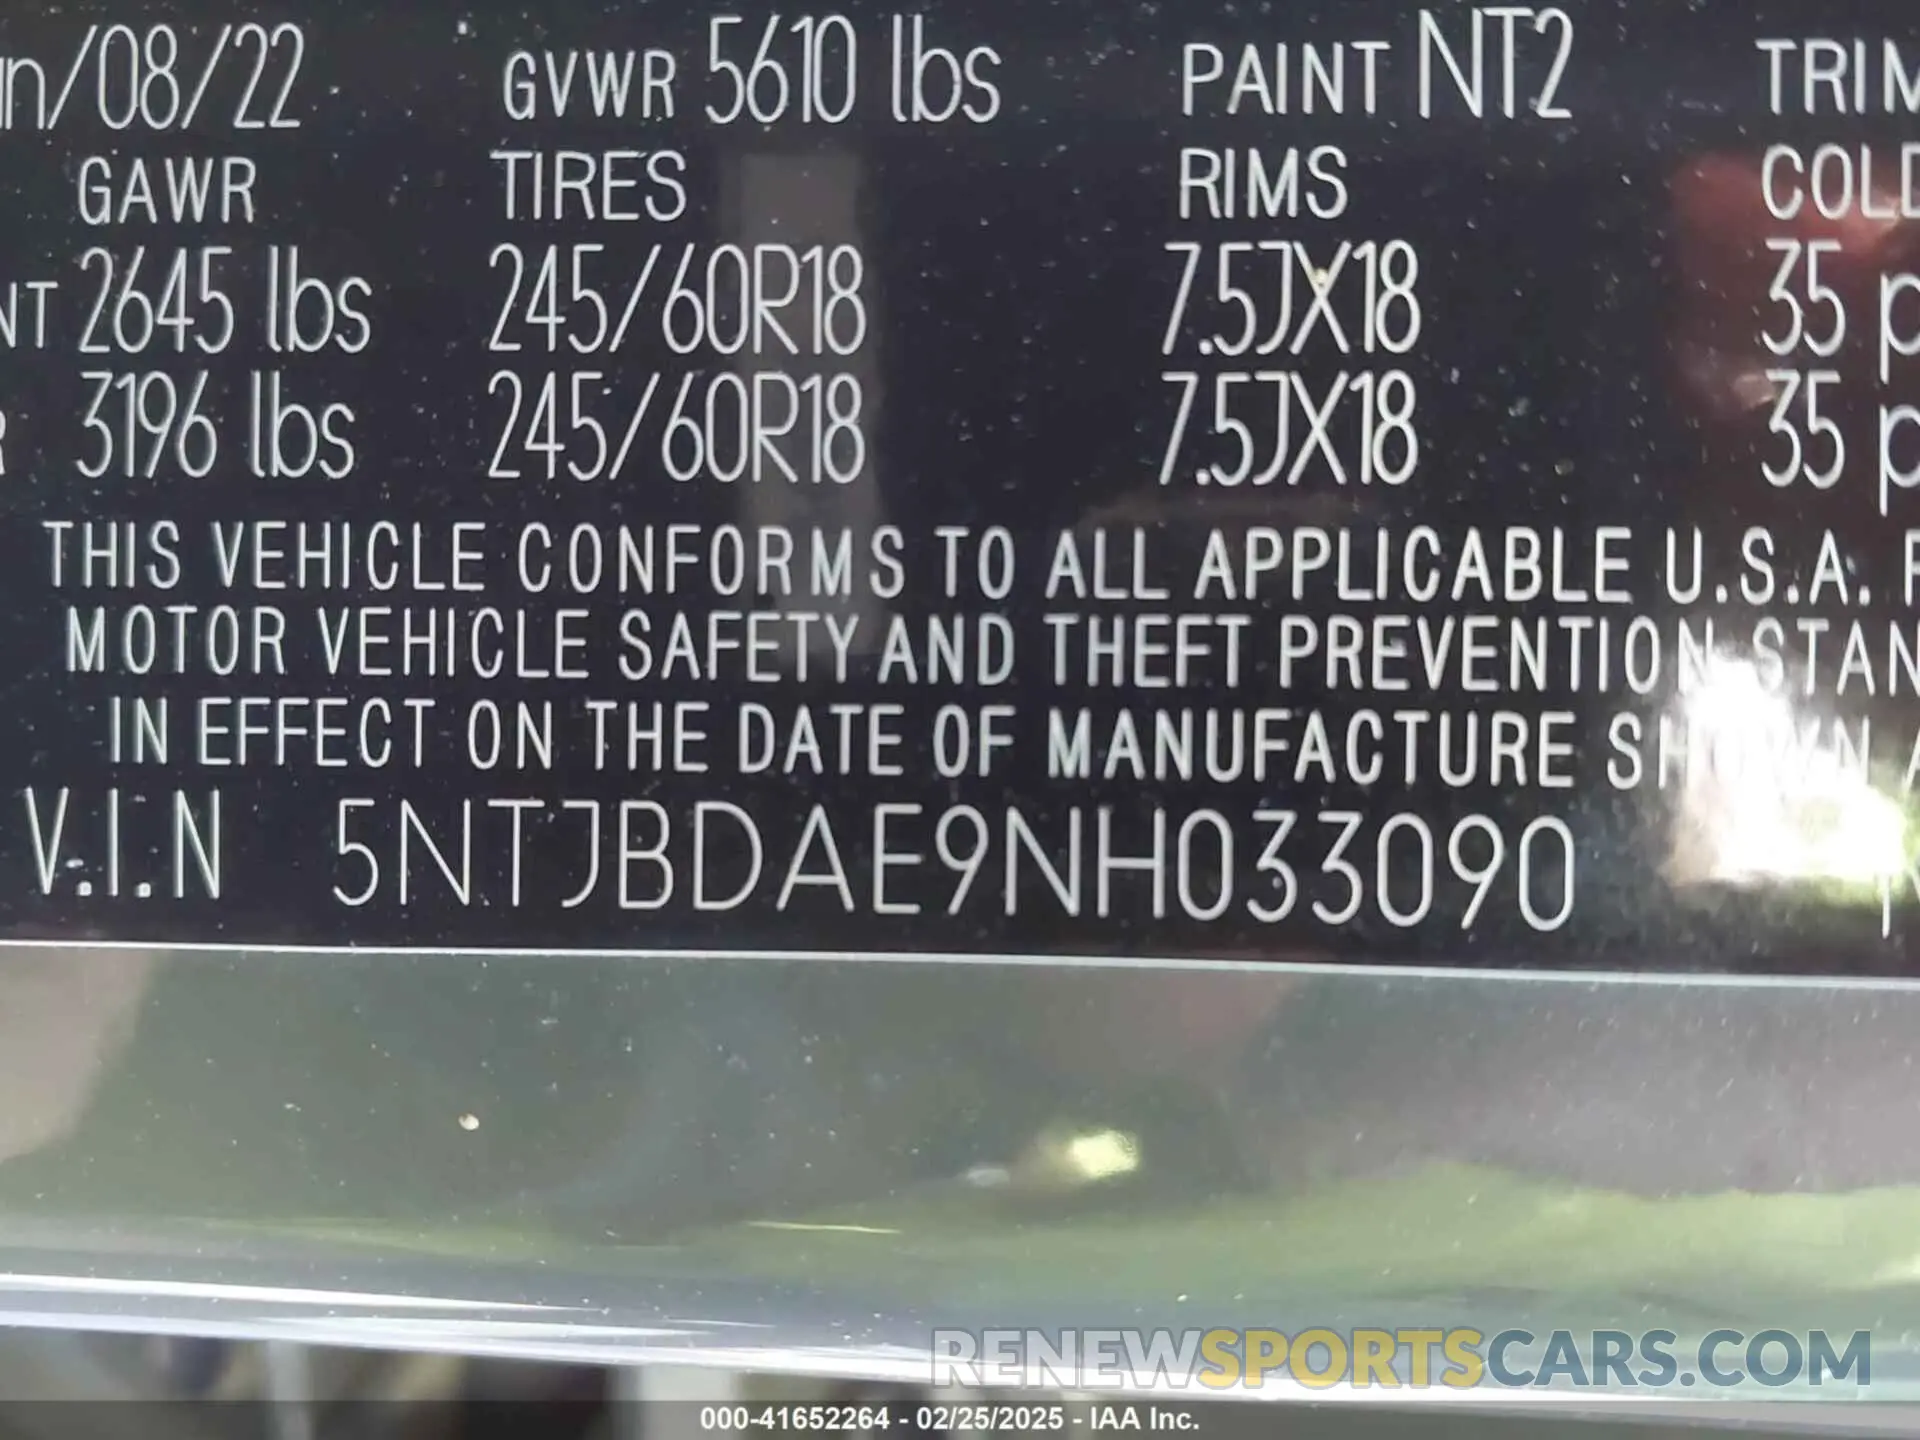 /08/22 GVWR 5610 lbs PAINT NT2
GAWR TIRES RIMS
2645 lbs 245/60R18 7.5JX18 35
3196 lbs 245/60R18 7.5JX18 35
THIS VEHICLE CONFORMS TO ALL APPLICABLE U.S.A.
MOTOR VEHICLE SAFETY AND THEFT PREVENTION
IN EFFECT ON THE DATE OF MANUFACTURE SHOWN
V.I.N 5NTJBDAE9NH033090
RENEWSPORTSCARS.COM
000-41652264 - 02/25/2025 - IAA Inc.